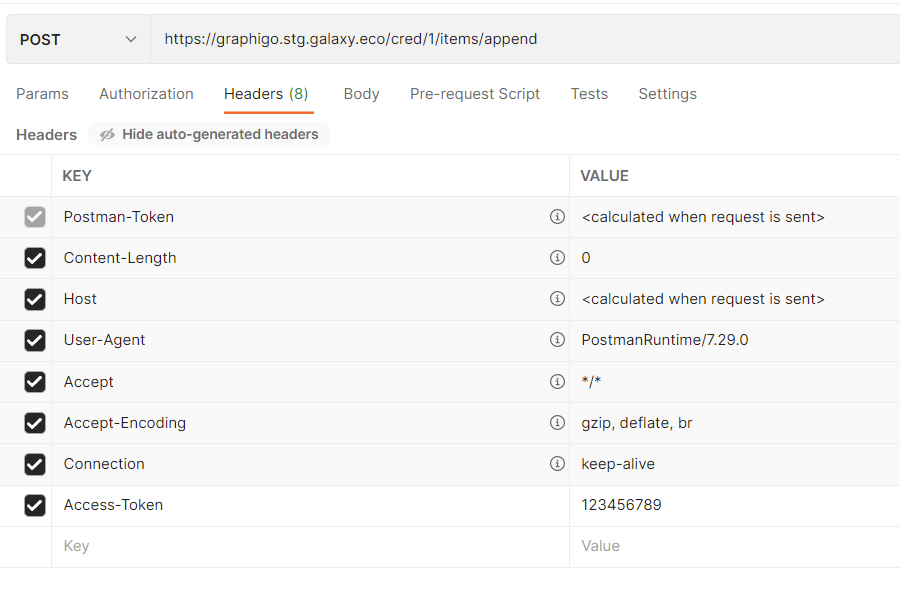 POST https://graphigo.stg.galaxy.eco/cred/1/items/append
Params Authorization Headers (8) Body Pre-request Script Tests Settings
Headers Hide auto-generated headers
KEY VALUE
Postman-Token <calculated when request is sent>
Content-Length 0
Host <calculated when request is sent>
User-Agent PostmanRuntime/7.29.0
Accept */*
Accept-Encoding gzip, deflate, br
Connection keep-alive
Access-Token 123456789
Key Value